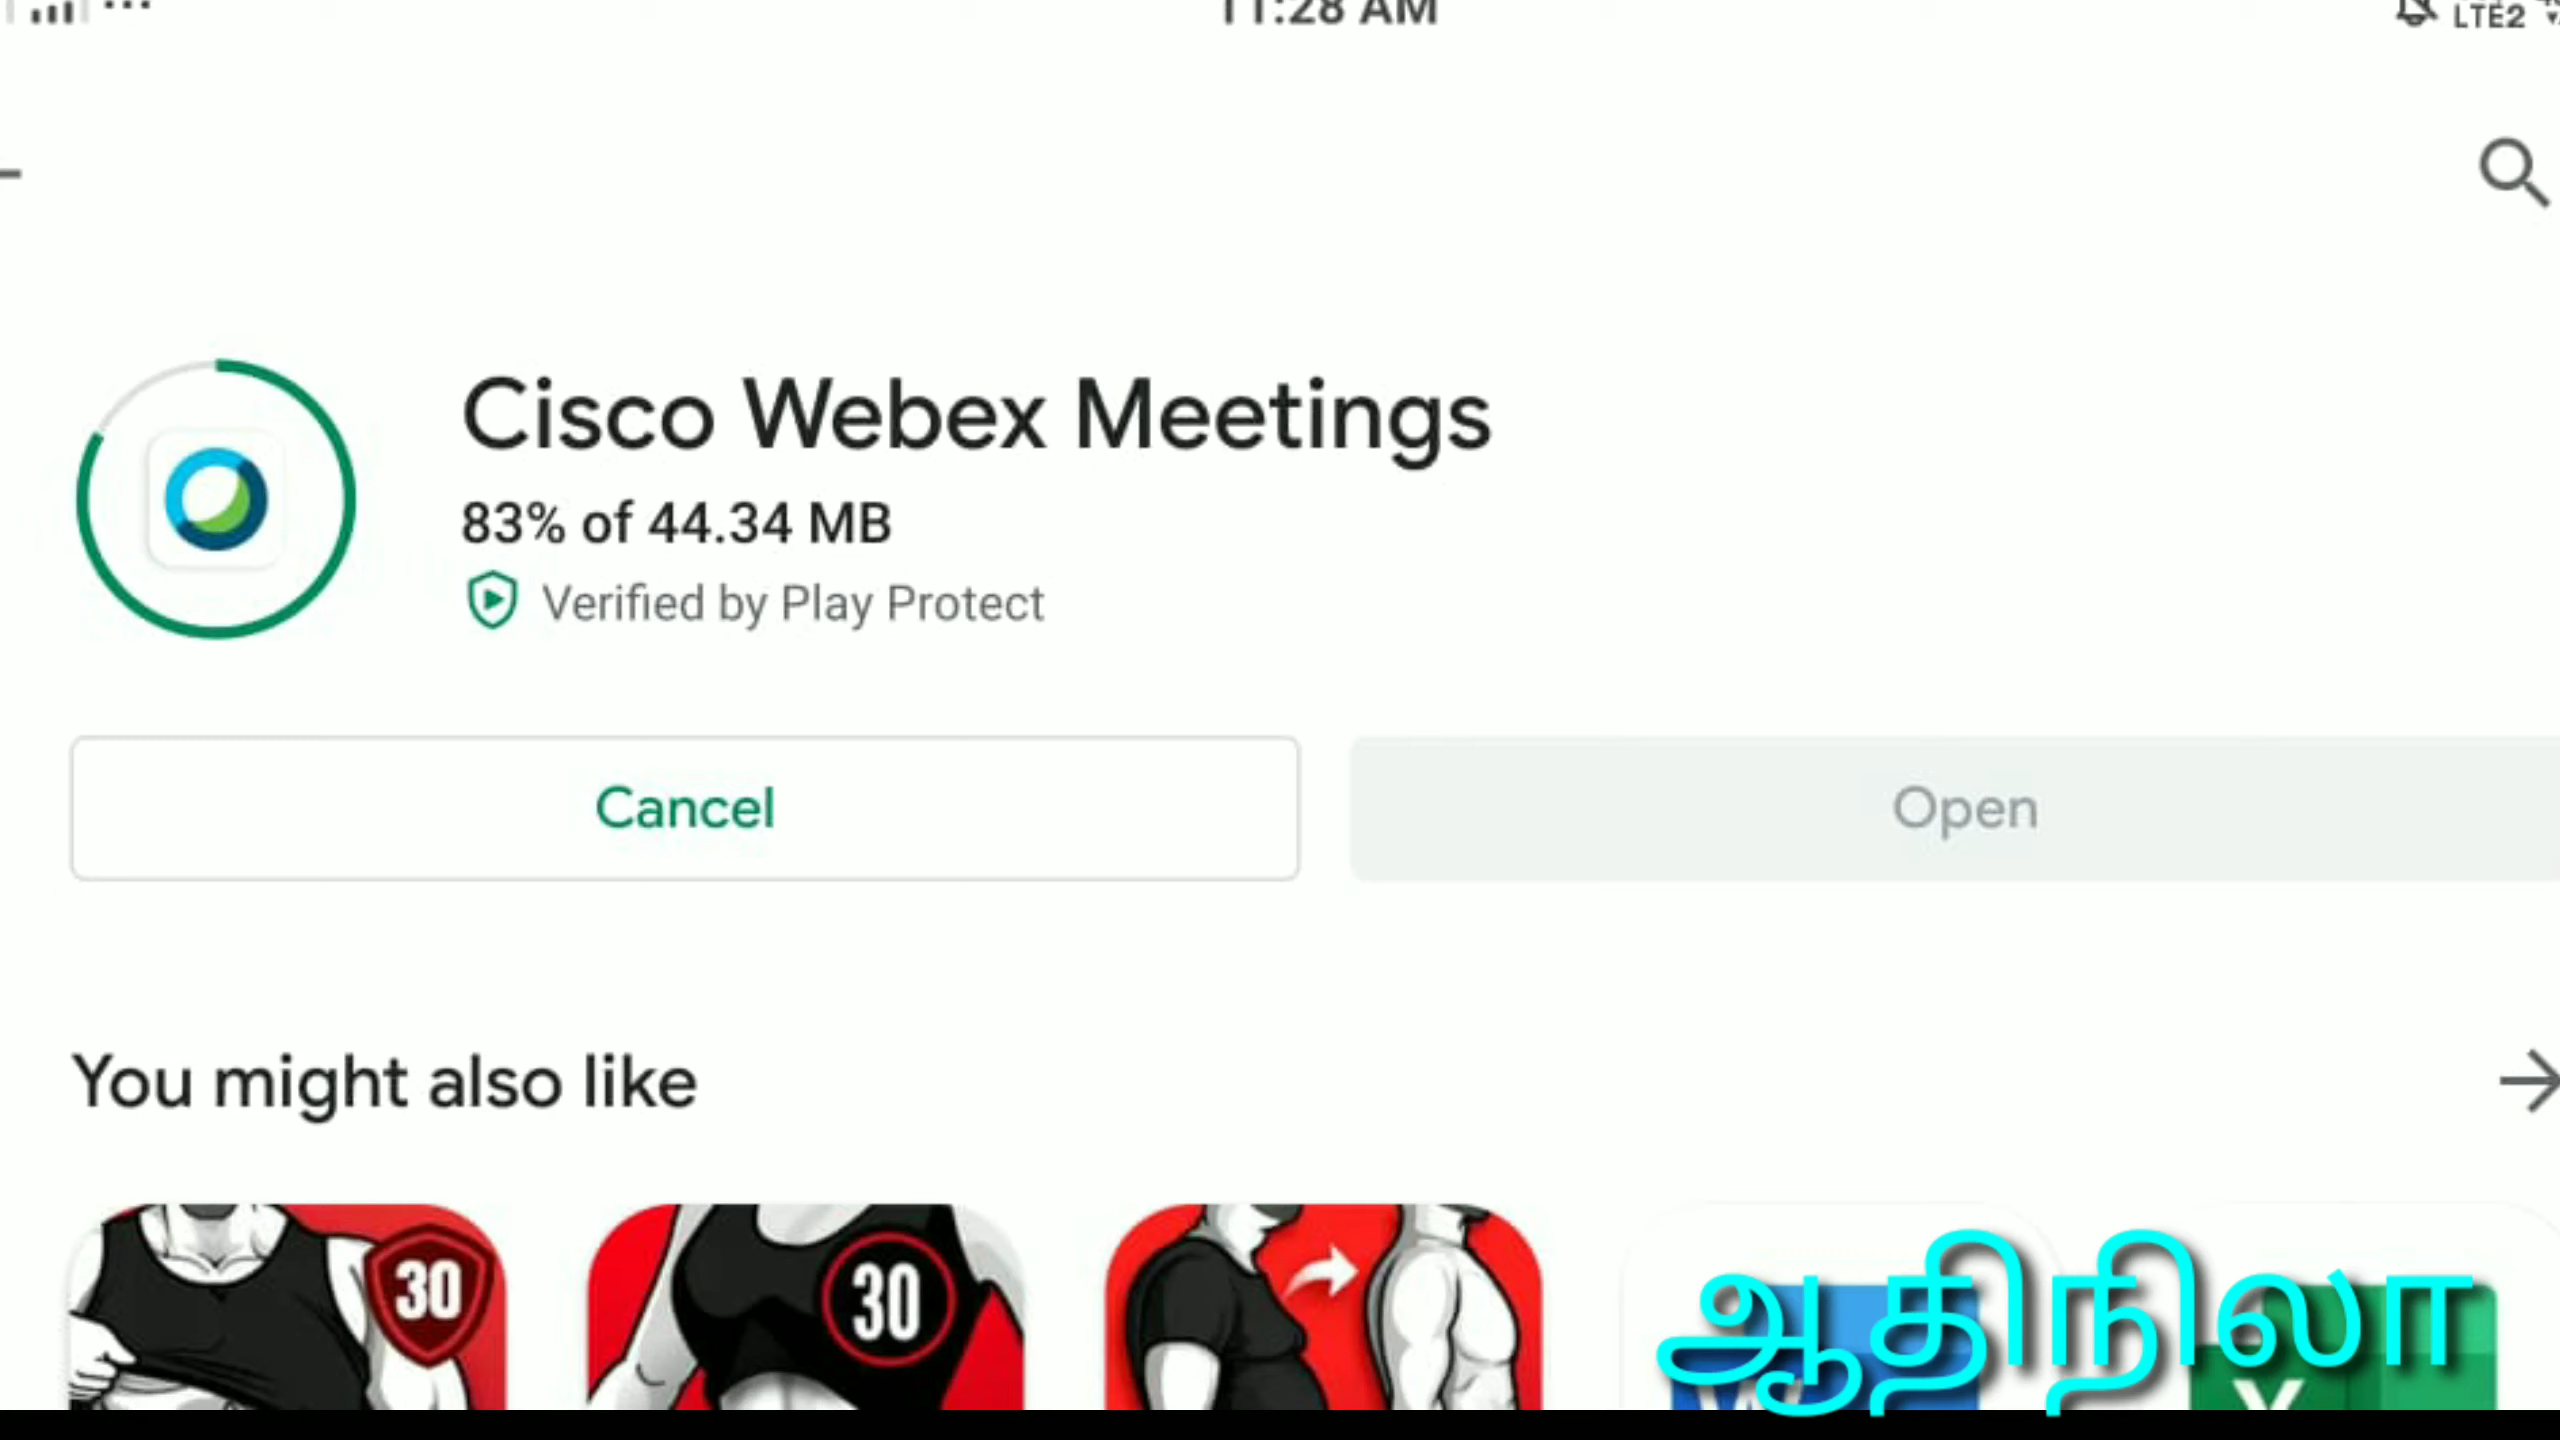 11:28 AM
LTE2
Cisco Webex Meetings
83% of 44.34 MB
Verified by Play Protect
Cancel
Open
You might also like
30
30
ஆதிநிலா